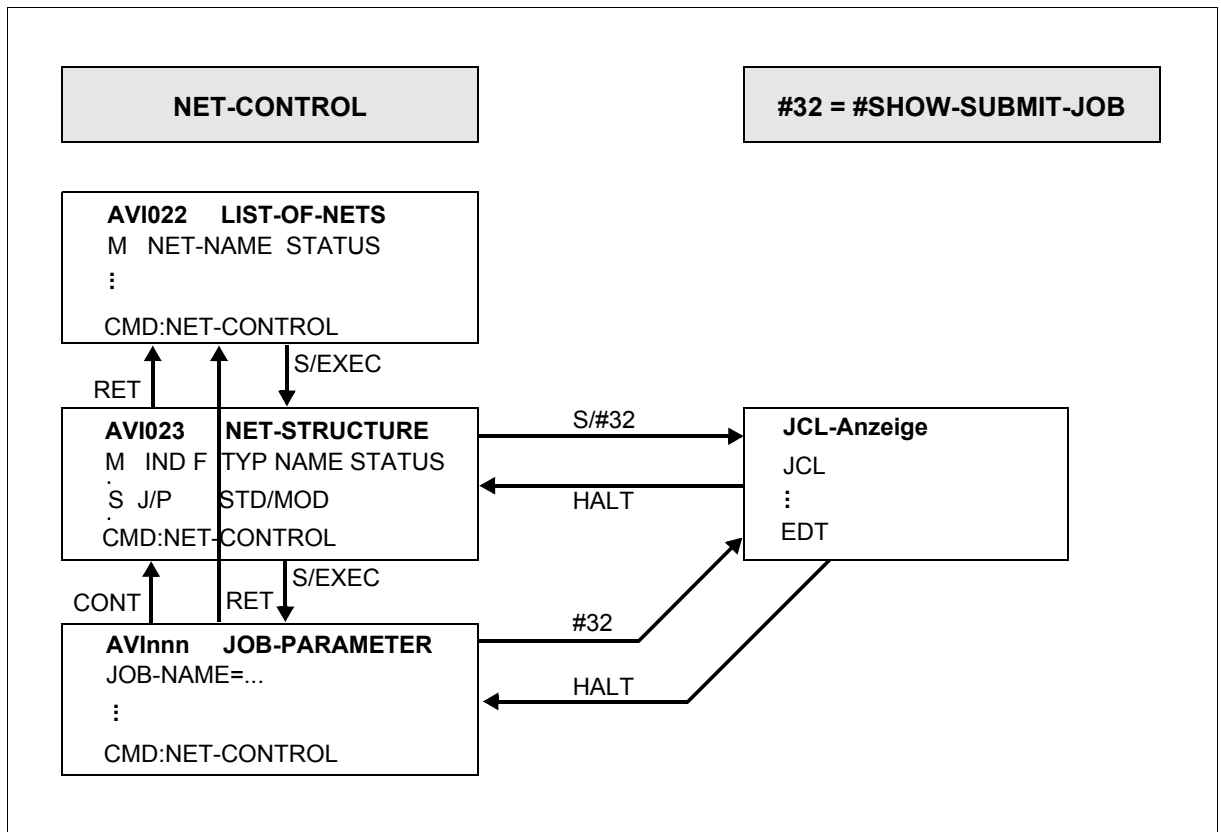 NET-CONTROL
#32 = #SHOW-SUBMIT-JOB
AVI022 LIST-OF-NETS
M NET-NAME STATUS
⋮
CMD:NET-CONTROL
S/EXEC
RET
AVI023 NET-STRUCTURE
M IND F TYP NAME STATUS
.
S J/P STD/MOD
.
CMD:NET-CONTROL
S/#32
HALT
JCL-Anzeige
JCL
⋮
EDT
S/EXEC
CONT
RET
#32
HALT
AVInnn JOB-PARAMETER
JOB-NAME=...
⋮
CMD:NET-CONTROL